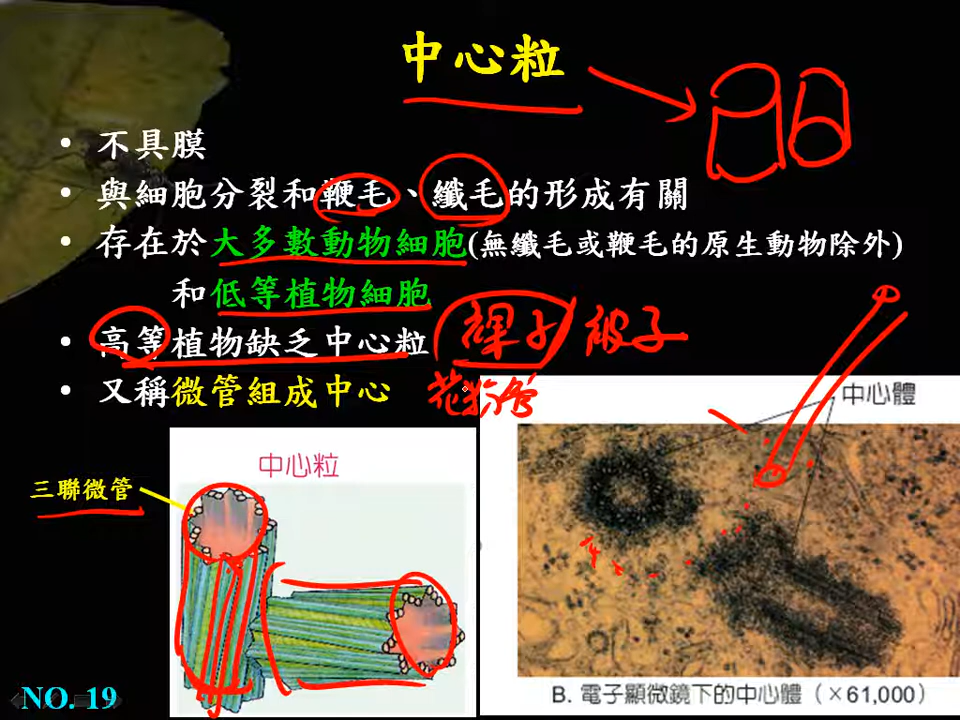 中心粒
• 不具膜
• 與細胞分裂和鞭毛、纖毛的形成有關
• 存在於大多數動物細胞(無纖毛或鞭毛的原生動物除外)
和低等植物細胞
• 高等植物缺乏中心粒 裸子 被子
• 又稱微管組成中心 花粉管
中心體
中心粒
三聯微管
B. 電子顯微鏡下的中心體（×61,000）
NO. 19